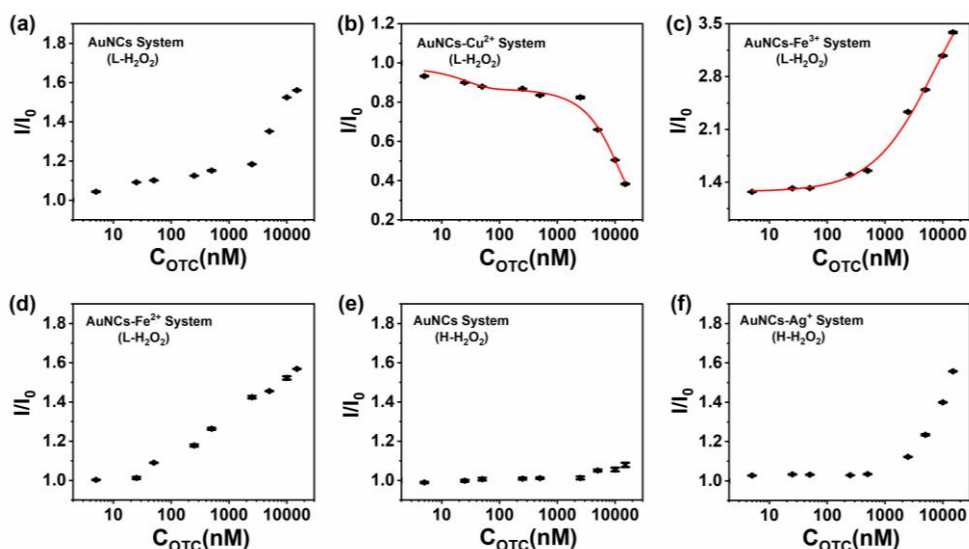 (a)
AuNCs System
(L-H₂O₂)
1.8
1.6
1.4
1.2
1.0
I/I₀
10 100 1000 10000
C_OTC(nM)
(b)
AuNCs-Cu²⁺ System
(L-H₂O₂)
1.2
1.0
0.8
0.6
0.4
0.2
I/I₀
10 100 1000 10000
C_OTC(nM)
(c)
AuNCs-Fe³⁺ System
(L-H₂O₂)
3.5
2.8
2.1
1.4
I/I₀
10 100 1000 10000
C_OTC(nM)
(d)
AuNCs-Fe²⁺ System
(L-H₂O₂)
1.8
1.6
1.4
1.2
1.0
I/I₀
10 100 1000 10000
C_OTC(nM)
(e)
AuNCs System
(H-H₂O₂)
1.8
1.6
1.4
1.2
1.0
I/I₀
10 100 1000 10000
C_OTC(nM)
(f)
AuNCs-Ag⁺ System
(H-H₂O₂)
1.8
1.6
1.4
1.2
1.0
I/I₀
10 100 1000 10000
C_OTC(nM)